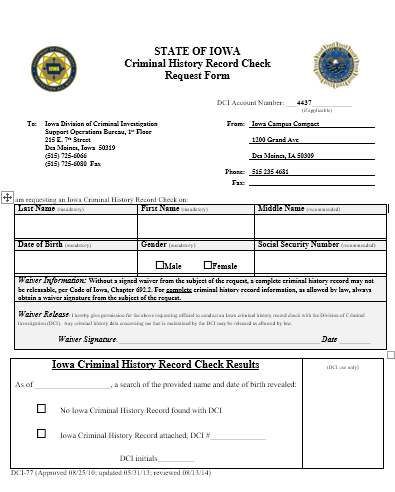 STATE OF IOWA
Criminal History Record Check
Request Form
DCI Account Number: 4437
(if applicable)
To: Iowa Division of Criminal Investigation
Support Operations Bureau, 1st Floor
215 E. 7th Street
Des Moines, Iowa 50319
(515) 725-6066
(515) 725-6080 Fax
From: Iowa Campus Compact
1200 Grand Ave
Des Moines, IA 50309
Phone: 515 235 4681
Fax:
am requesting an Iowa Criminal History Record Check on:
Last Name (mandatory) First Name (mandatory) Middle Name (recommended)
Date of Birth (mandatory) Gender (mandatory) Social Security Number (recommended)
Male Female
Waiver Information: Without a signed waiver from the subject of the request, a complete criminal history record may not
be releasable, per Code of Iowa, Chapter 692.2. For complete criminal history record information, as allowed by law, always
obtain a waiver signature from the subject of the request.
Waiver Release: I hereby give permission for the above requesting official to conduct an Iowa criminal history record check with the Division of Criminal
Investigation (DCI). Any criminal history data concerning me that is maintained by the DCI may be released as allowed by law.
Waiver Signature Date
Iowa Criminal History Record Check Results
(DCI use only)
As of , a search of the provided name and date of birth revealed:
No Iowa Criminal History Record found with DCI
Iowa Criminal History Record attached, DCI #
DCI initials
DCI-77 (Approved 08/25/10; updated 05/31/13; reviewed 08/13/14)